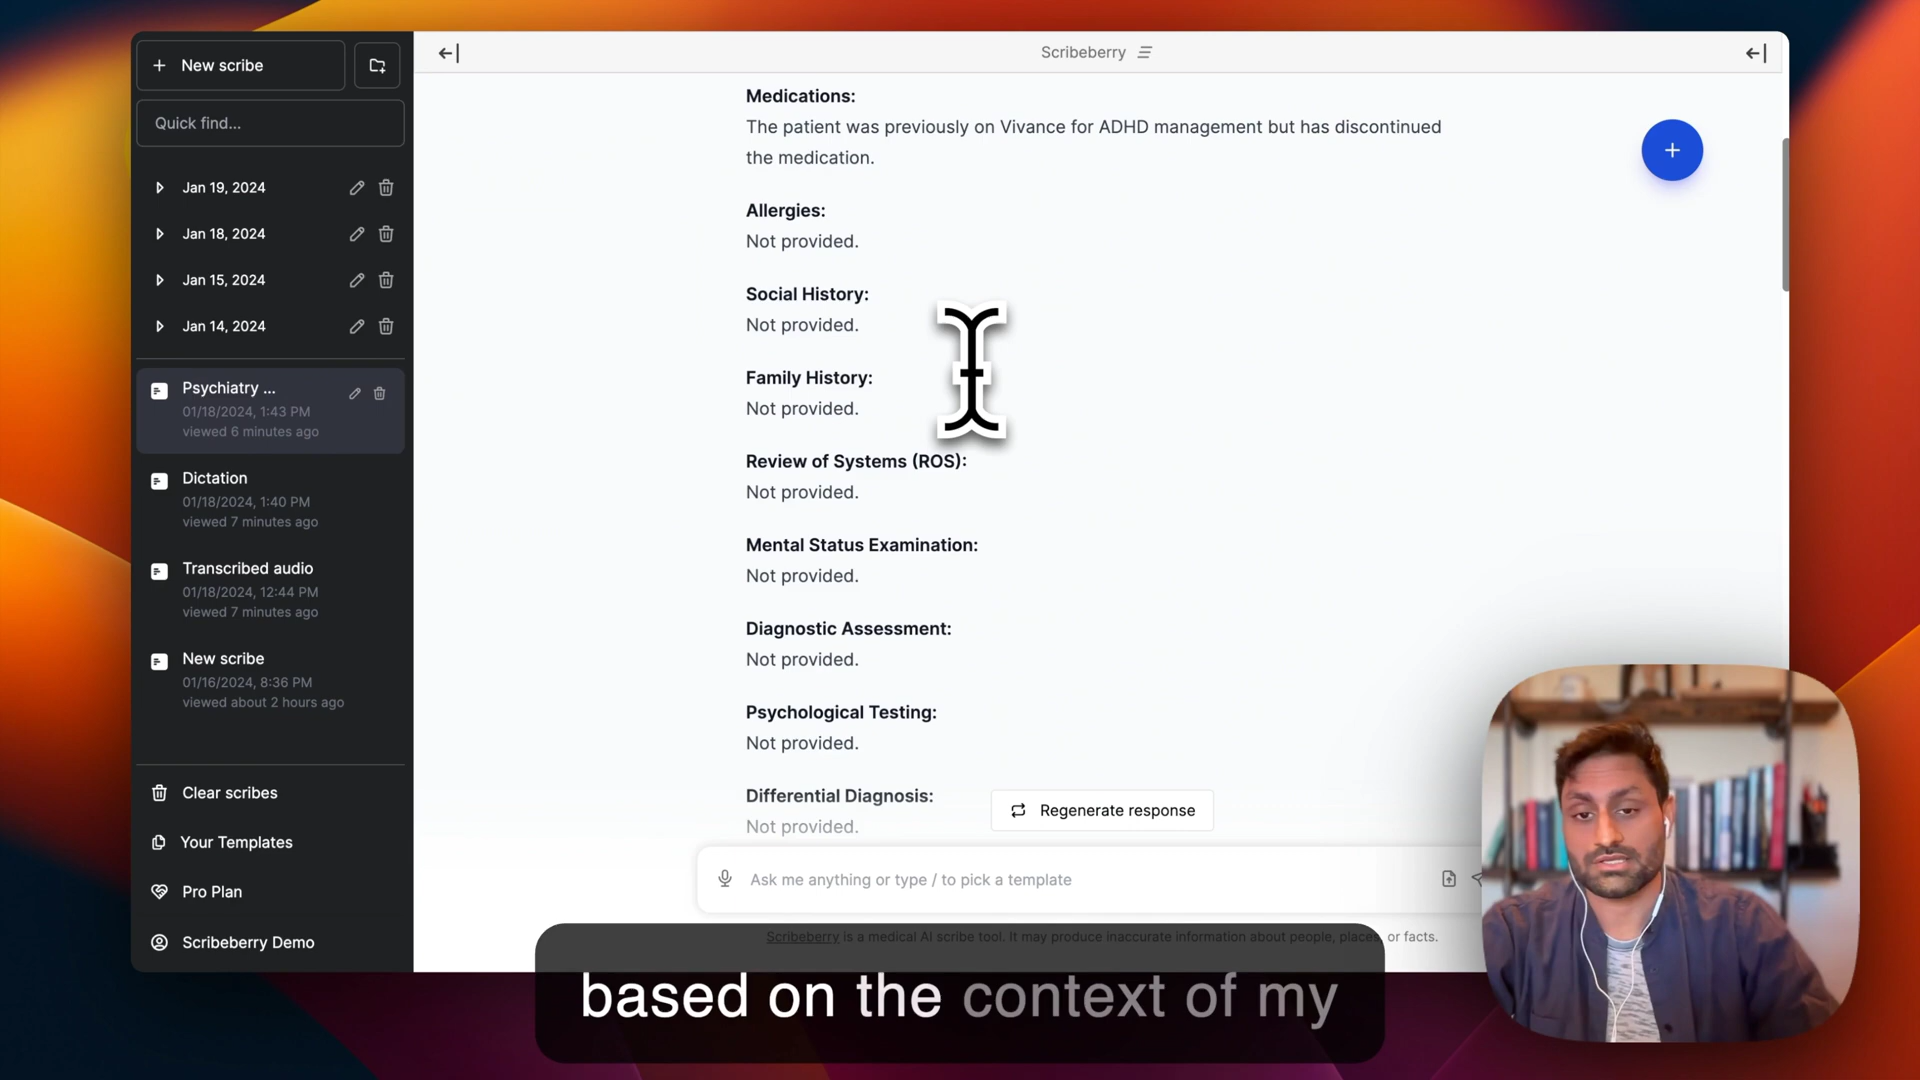 New scribe
Quick find...
Jan 19, 2024
Jan 18, 2024
Jan 15, 2024
Jan 14, 2024
Psychiatry ...
01/18/2024, 1:43 PM
viewed 6 minutes ago
Dictation
01/18/2024, 1:40 PM
viewed 7 minutes ago
Transcribed audio
01/18/2024, 12:44 PM
viewed 7 minutes ago
New scribe
01/16/2024, 8:36 PM
viewed about 2 hours ago
Clear scribes
Your Templates
Pro Plan
Scribeberry Demo
Scribeberry
Medications:
The patient was previously on Vivance for ADHD management but has discontinued
the medication.
Allergies:
Not provided.
Social History:
Not provided.
Family History:
Not provided.
Review of Systems (ROS):
Not provided.
Mental Status Examination:
Not provided.
Diagnostic Assessment:
Not provided.
Psychological Testing:
Not provided.
Differential Diagnosis:
Not provided.
Regenerate response
Ask me anything or type / to pick a template
Scribeberry is a medical AI scribe tool. It may produce inaccurate information about people, places, or facts.
based on the context of my